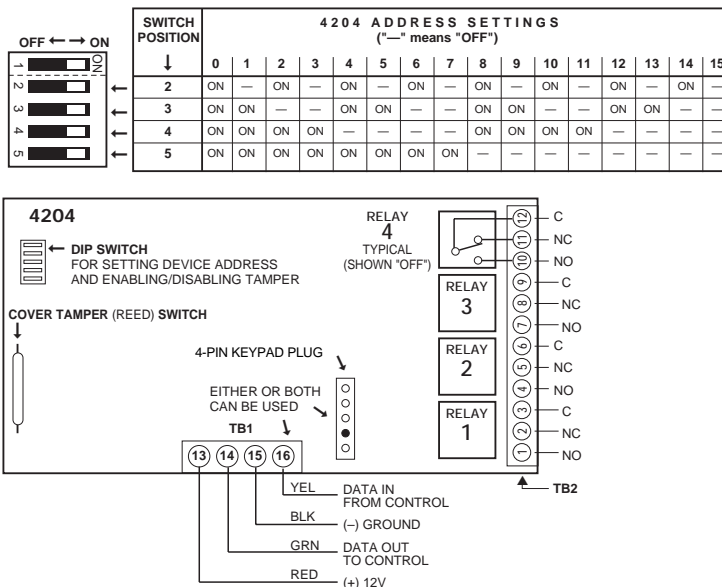 OFF ←→ ON
ON
1
2
3
4
5
SWITCH POSITION ↓ 4204 ADDRESS SETTINGS
("—" means "OFF")
0 1 2 3 4 5 6 7 8 9 10 11 12 13 14 15
2 ON — ON — ON — ON — ON — ON — ON — ON —
3 ON ON — — ON ON — — ON ON — — ON ON — —
4 ON ON ON ON — — — — ON ON ON ON — — — —
5 ON ON ON ON ON ON ON ON — — — — — — — —
4204
DIP SWITCH
FOR SETTING DEVICE ADDRESS
AND ENABLING/DISABLING TAMPER
COVER TAMPER (REED) SWITCH
4-PIN KEYPAD PLUG
EITHER OR BOTH
CAN BE USED
TB1
13 14 15 16
RELAY
4
TYPICAL
(SHOWN "OFF")
RELAY
3
RELAY
2
RELAY
1
12 C
11 NC
10 NO
9 C
8 NC
7 NO
6 C
5 NC
4 NO
3 C
2 NC
1 NO
TB2
YEL DATA IN
FROM CONTROL
BLK (–) GROUND
GRN DATA OUT
TO CONTROL
RED (+) 12V